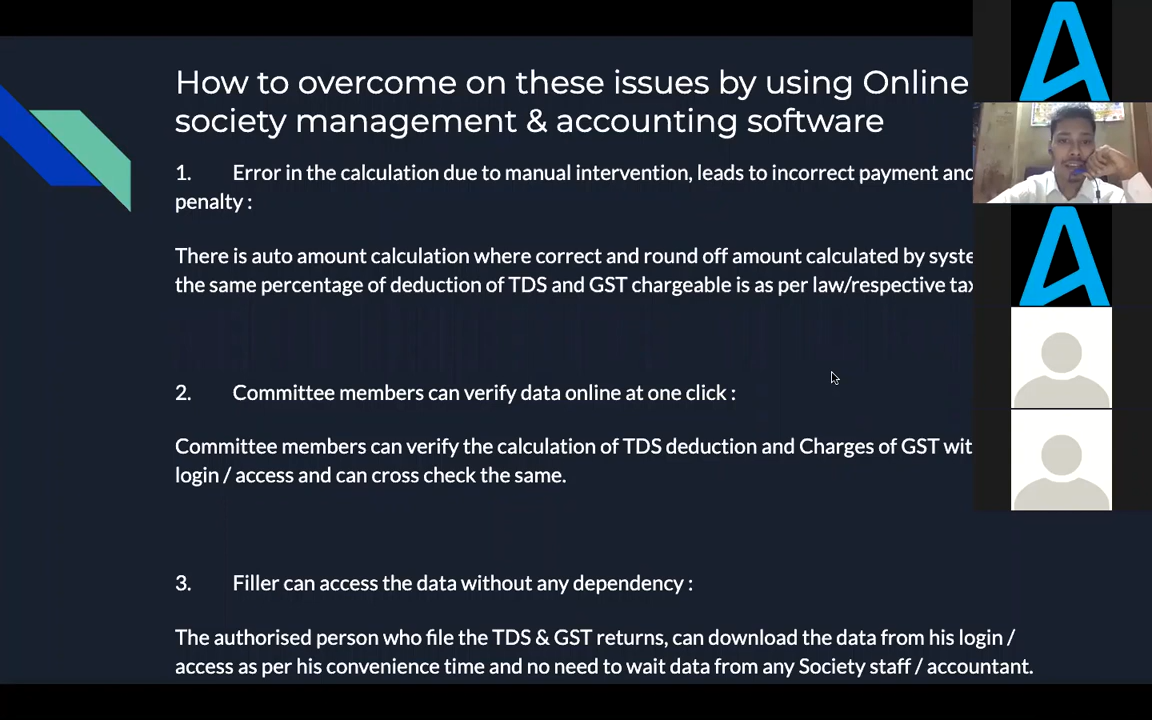 How to overcome on these issues by using Online
society management & accounting software
1. Error in the calculation due to manual intervention, leads to incorrect payment and
penalty :
There is auto amount calculation where correct and round off amount calculated by
the same percentage of deduction of TDS and GST chargeable is as per law/respective
2. Committee members can verify data online at one click :
Committee members can verify the calculation of TDS deduction and Charges of GST
login / access and can cross check the same.
3. Filler can access the data without any dependency :
The authorised person who file the TDS & GST returns, can download the data from his login /
access as per his convenience time and no need to wait data from any Society staff / accountant.